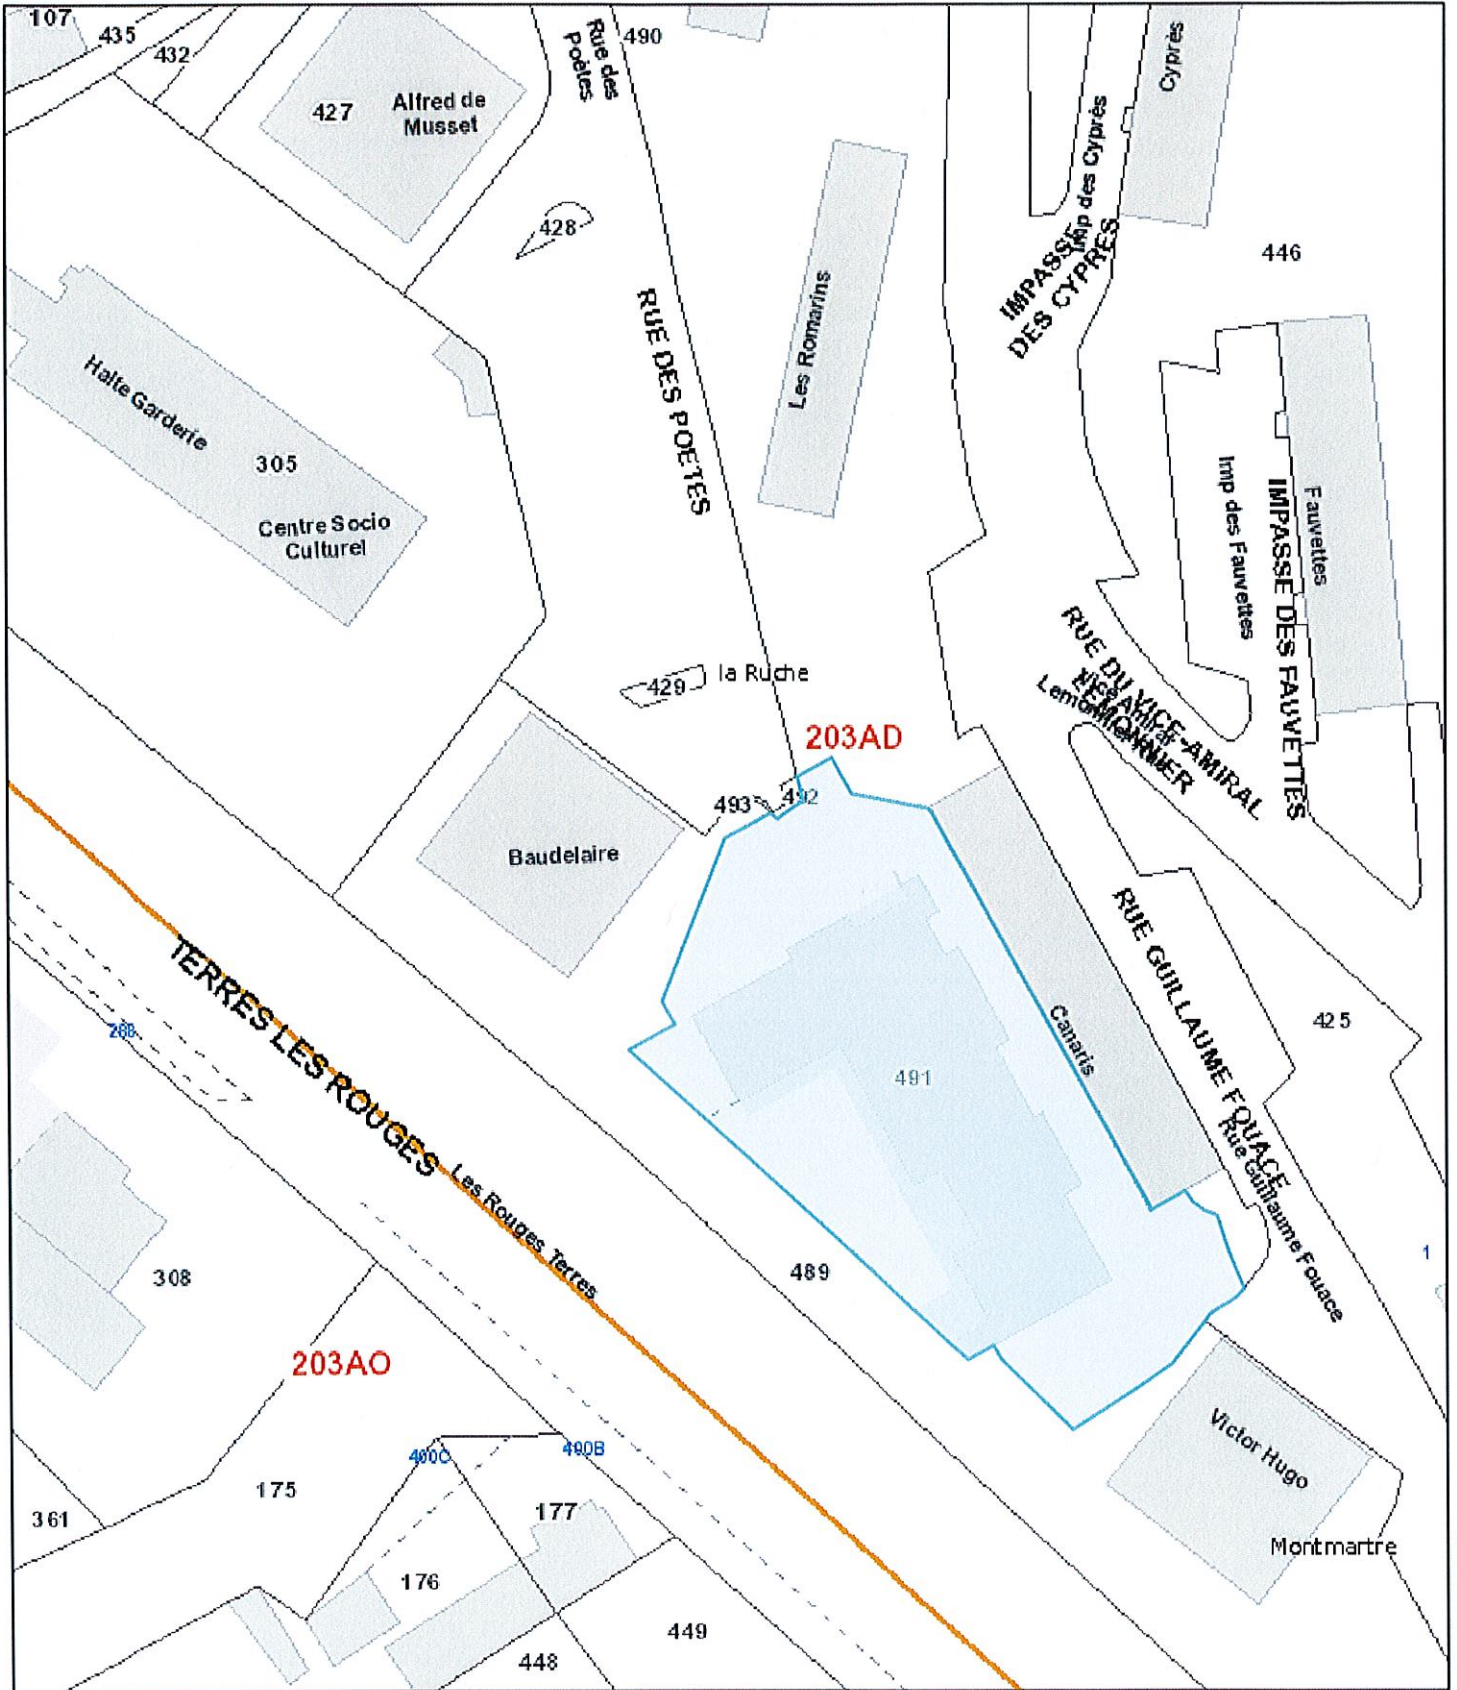 107
435
432
Rue des
Poètes
490
Cyprès
427
Alfred de
Musset
Imp des Cyprès
428
IMPASSE
DES CYPRES
446
RUE DES POETES
Les Romarins
Halte Garderie
305
Centre Socio
Culturel
Imp des Fauvettes
IMPASSE DES FAUVETTES
Fauvettes
429
la Ruche
RUE DU VICE-AMIRAL
LEMONNIER
203AD
493
492
Baudelaire
TERRES LES ROUGES
RUE GUILLAUME FOUACE
Rue Guillaume Fouace
425
Canaris
491
Les Rouges Terres
308
489
1
203AO
400C
400B
175
177
361
Victor Hugo
Montmartre
176
449
448